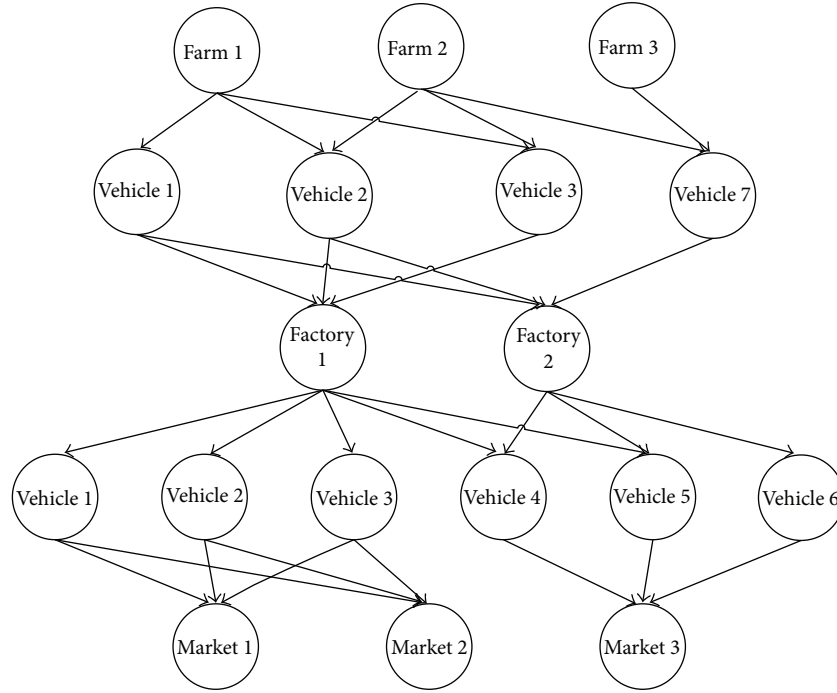 Farm 1
Farm 2
Farm 3
Vehicle 1
Vehicle 2
Vehicle 3
Vehicle 7
Factory
1
Factory
2
Vehicle 1
Vehicle 2
Vehicle 3
Vehicle 4
Vehicle 5
Vehicle 6
Market 1
Market 2
Market 3